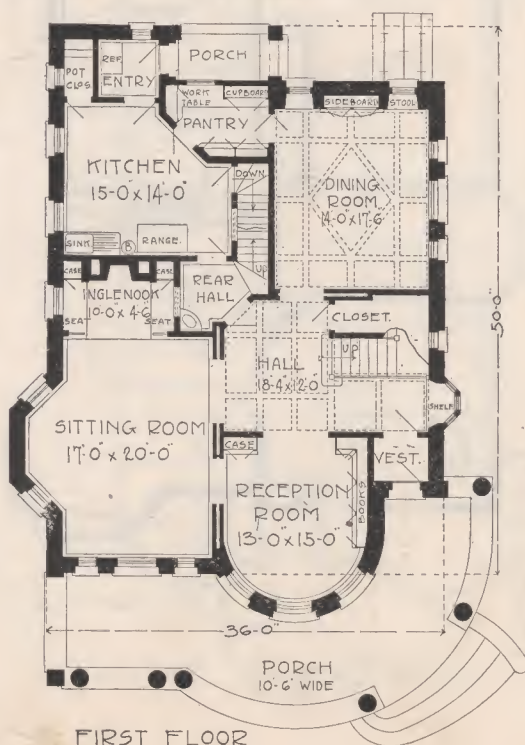 PORCH
REF.
ENTRY
POT
CLOS.
WORK
TABLE
CUPBOARD
PANTRY
SIDEBOARD
STOOL
KITCHEN
15-0" x 14-0"
DOWN
DINING
ROOM
14-0" x 17-6"
SINK
B
RANGE.
UP
CASE
CASE
INGLENOOK
10-0" x 4-6"
SEAT
SEAT
REAR
HALL
CLOSET.
HALL
18-4 x 12-0"
UP
SHELF
50-0"
SITTING ROOM
17-0" x 20-0"
CASE
VEST.
RECEPTION
ROOM
13-0" x 15-0"
BOOKS
36-0"
PORCH
10'-6" WIDE
FIRST FLOOR